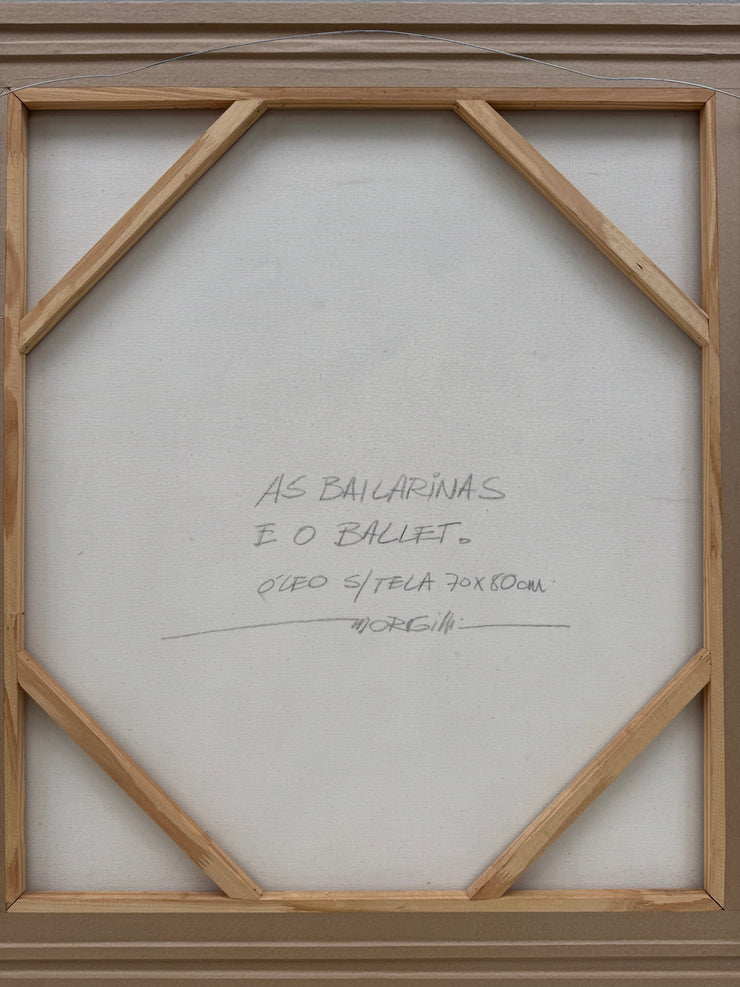 AS BAILARINAS
E O BALLET.
ÓLEO S/TELA 70X80cm
MORGilli